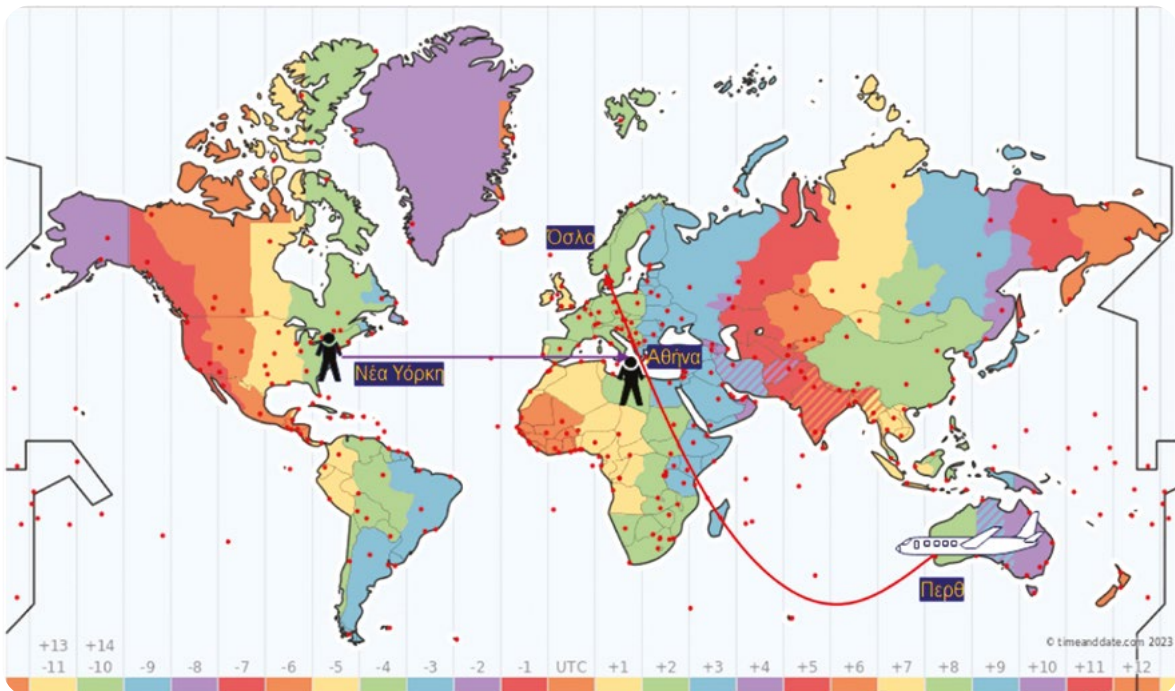 Όσλο
Αθήνα
Νέα Υόρκη
Περθ
© timeanddate.com 2023
+13 +14
-11 -10 -9 -8 -7 -6 -5 -4 -3 -2 -1 UTC +1 +2 +3 +4 +5 +6 +7 +8 +9 +10 +11 +12